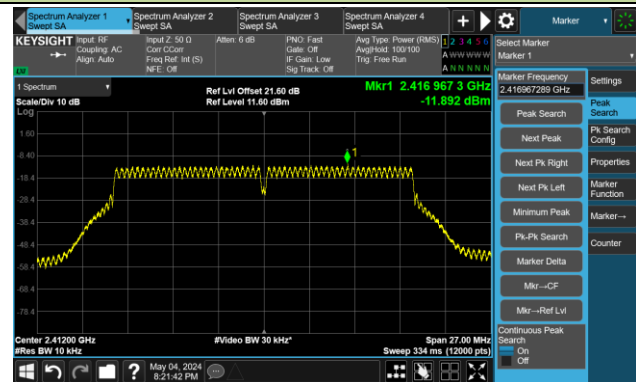 Spectrum Analyzer 1
Swept SA
Spectrum Analyzer 2
Swept SA
Spectrum Analyzer 3
Swept SA
Spectrum Analyzer 4
Swept SA
Marker
KEYSIGHT
Input: RF
Coupling: AC
Align: Auto
Input Z: 50 Ω
Corr CCorr
Freq Ref: Int (S)
NFE: Off
Atten: 6 dB
PNO: Fast
Gate: Off
IF Gain: Low
Sig Track: Off
Avg Type: Power (RMS)
Avg|Hold: 100/100
Trig: Free Run
1 2 3 4 5 6
A W W W W W
A N N N N N
Select Marker
Marker 1
1 Spectrum
Scale/Div 10 dB
Log
Ref Lvl Offset 21.60 dB
Ref Level 11.60 dBm
Mkr1 2.416 967 3 GHz
-11.892 dBm
1
1.60
-8.40
-18.4
-28.4
-38.4
-48.4
-58.4
-68.4
-78.4
Center 2.41200 GHz
#Res BW 10 kHz
#Video BW 30 kHz*
Span 27.00 MHz
Sweep 334 ms (12000 pts)
Marker Frequency
2.416967289 GHz
Peak Search
Next Peak
Next Pk Right
Next Pk Left
Minimum Peak
Pk-Pk Search
Marker Delta
Mkr→CF
Mkr→Ref Lvl
Continuous Peak
Search
On
Off
Settings
Peak
Search
Pk Search
Config
Properties
Marker
Function
Marker→
Counter
?
May 04, 2024
8:21:42 PM